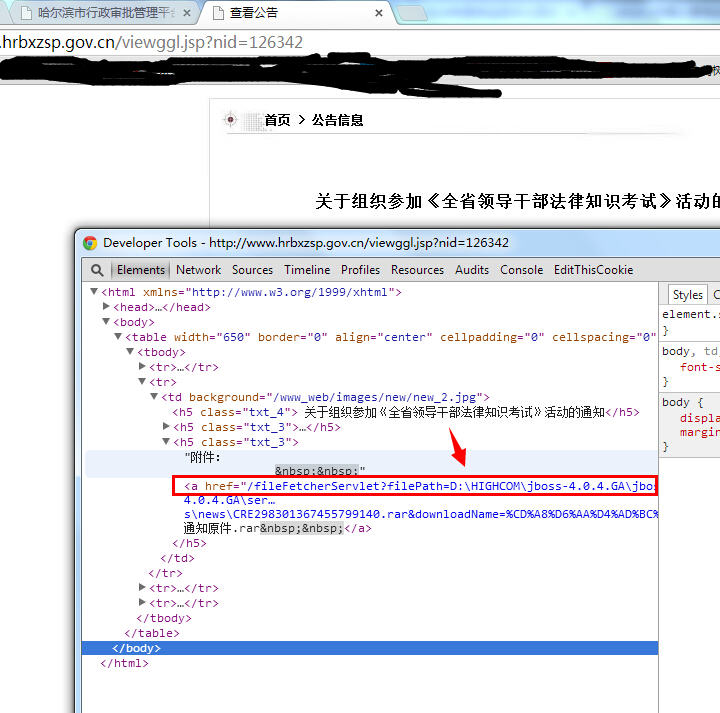 哈尔滨市行政审批管理平台
查看公告
.hrbxzsp.gov.cn/viewggl.jsp?nid=126342
首页 > 公告信息
关于组织参加《全省领导干部法律知识考试》活动的
Developer Tools - http://www.hrbxzsp.gov.cn/viewggl.jsp?nid=126342
Elements Network Sources Timeline Profiles Resources Audits Console EditThisCookie
▼<html xmlns="http://www.w3.org/1999/xhtml">
▶<head>…</head>
▼<body>
▼<table width="650" border="0" align="center" cellpadding="0" cellspacing="0"
▼<tbody>
▶<tr>…</tr>
▼<tr>
▼<td background="/www_web/images/new/new_2.jpg">
<h5 class="txt_4"> 关于组织参加《全省领导干部法律知识考试》活动的通知</h5>
▶<h5 class="txt_3">…</h5>
▼<h5 class="txt_3">
"附件:
&nbsp;&nbsp;"
<a href="/fileFetcherServlet?filePath=D:\HIGHCOM\jboss-4.0.4.GA\jbos
4.0.4.GA\ser…
s\news\CRE298301367455799140.rar&downloadName=%CD%A8%D6%AA%D4%AD%BC%
通知原件.rar&nbsp;&nbsp;</a>
</h5>
</td>
</tr>
▶<tr>…</tr>
▶<tr>…</tr>
</tbody>
</table>
</body>
</html>
Styles
element.s
}
body, td,
font-s
}
body {
displa
margin
}